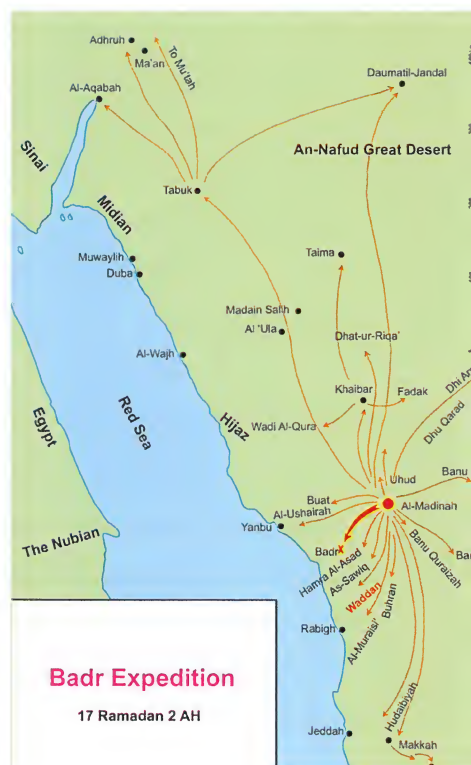 Adhruh
Ma'an
To Mu'tah
Daumatil-Jandal
Al-Aqabah
An-Nafud Great Desert
Sinai
Tabuk
Midian
Taima
Muwaylih
Duba
Madain Salih
Al 'Ula
Dhat-ur-Riqa'
Al-Wajh
Khaibar
Fadak
Dhu Qarad
Red Sea
Hijaz
Wadi Al-Qura
Egypt
Uhud
Banu
Buat
Al-Madinah
Al-Ushairah
Yanbu
The Nubian
Badr
Hamra Al-Asad
As-Sawiq
Waddan
Buhran
Banu Quraizah
Al-Muraisi'
Rabigh
Badr Expedition
17 Ramadan 2 AH
Hudaibiyah
Jeddah
Makkah